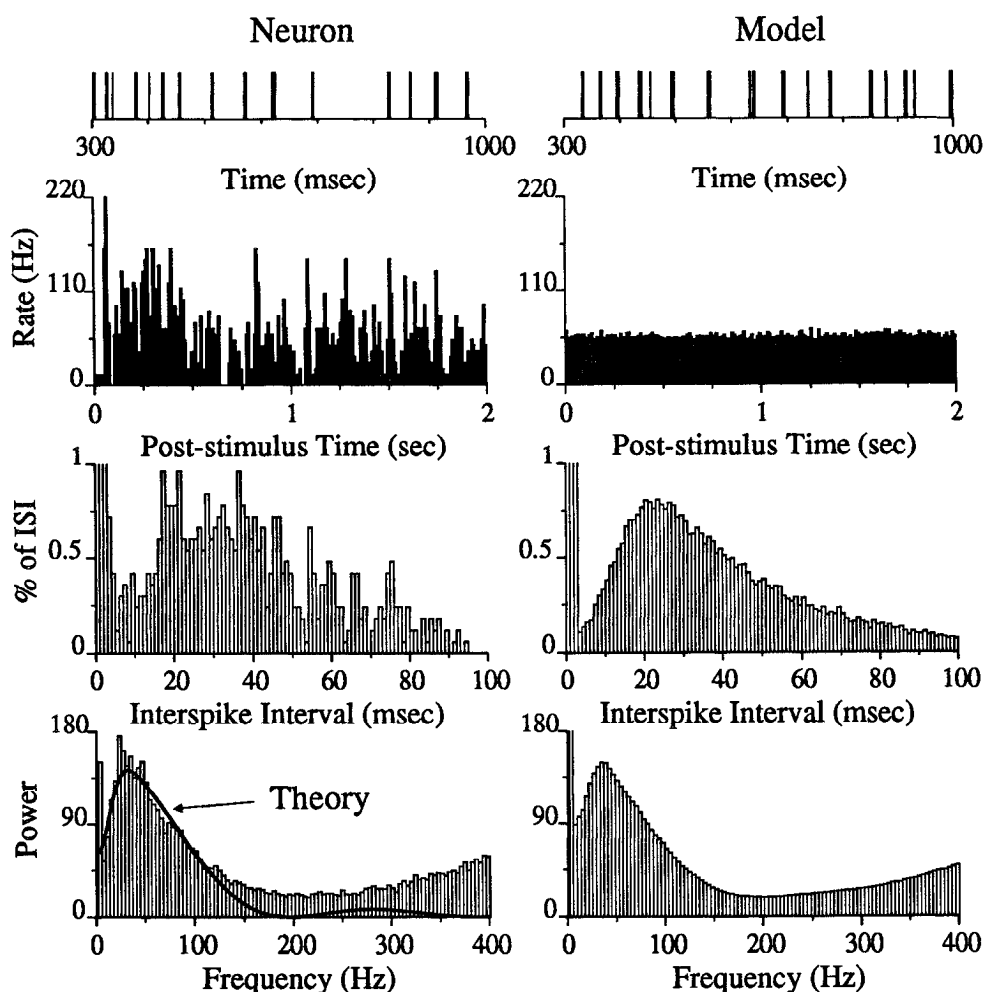 Neuron Model
300 1000 300 1000
Time (msec) Time (msec)
220 220
Rate (Hz)
110 110
0 0
0 1 2 0 1 2
Post-stimulus Time (sec) Post-stimulus Time (sec)
1 1
% of ISI
0.5 0.5
0 0
0 20 40 60 80 100 0 20 40 60 80 100
Interspike Interval (msec) Interspike Interval (msec)
180 180
Theory
Power
90 90
0 0
0 100 200 300 400 0 100 200 300 400
Frequency (Hz) Frequency (Hz)